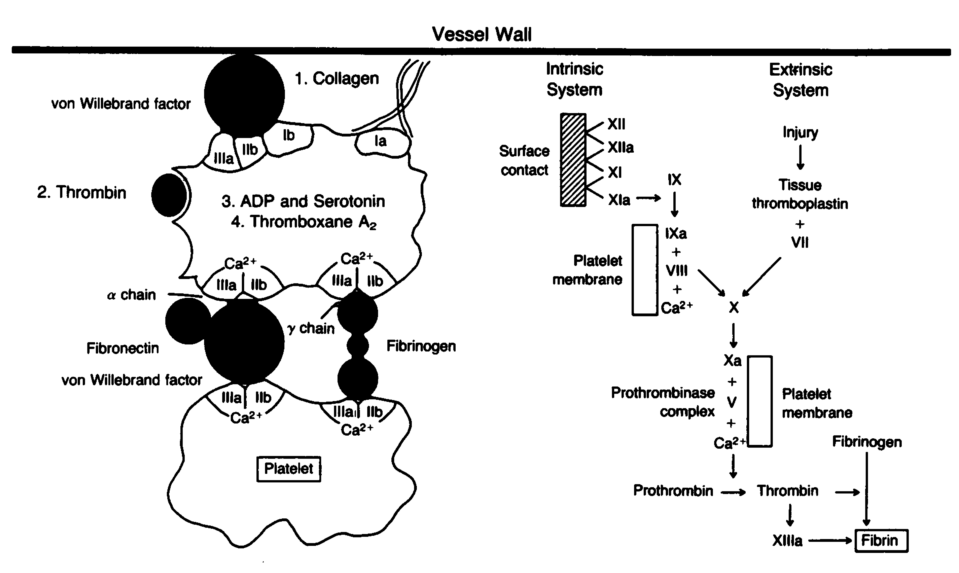 Vessel Wall
1. Collagen
von Willebrand factor
Ib
IIb
IIIa
Ia
2. Thrombin
3. ADP and Serotonin
4. Thromboxane A2
Ca2+
IIIa IIb
Ca2+
IIIa IIb
α chain
γ chain
Fibronectin
Fibrinogen
von Willebrand factor
IIIa IIb
Ca2+
IIIa IIb
Ca2+
Platelet
Intrinsic
System
Surface
contact
XII
XIIa
XI
XIa
IX
Platelet
membrane
IXa
+
VIII
+
Ca2+
Extrinsic
System
Injury
Tissue
thromboplastin
+
VII
X
Prothrombinase
complex
Xa
+
V
+
Ca2+
Platelet
membrane
Fibrinogen
Prothrombin
Thrombin
XIIIa
Fibrin